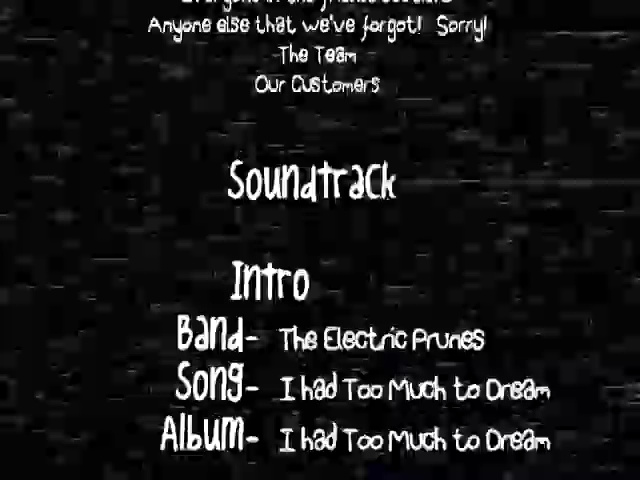 Anyone else that we've forgot! Sorry!
-The Team
Our Customers
Soundtrack
Intro
Band- The Electric Prunes
Song- I had Too Much to Dream
Album- I had Too Much to Dream